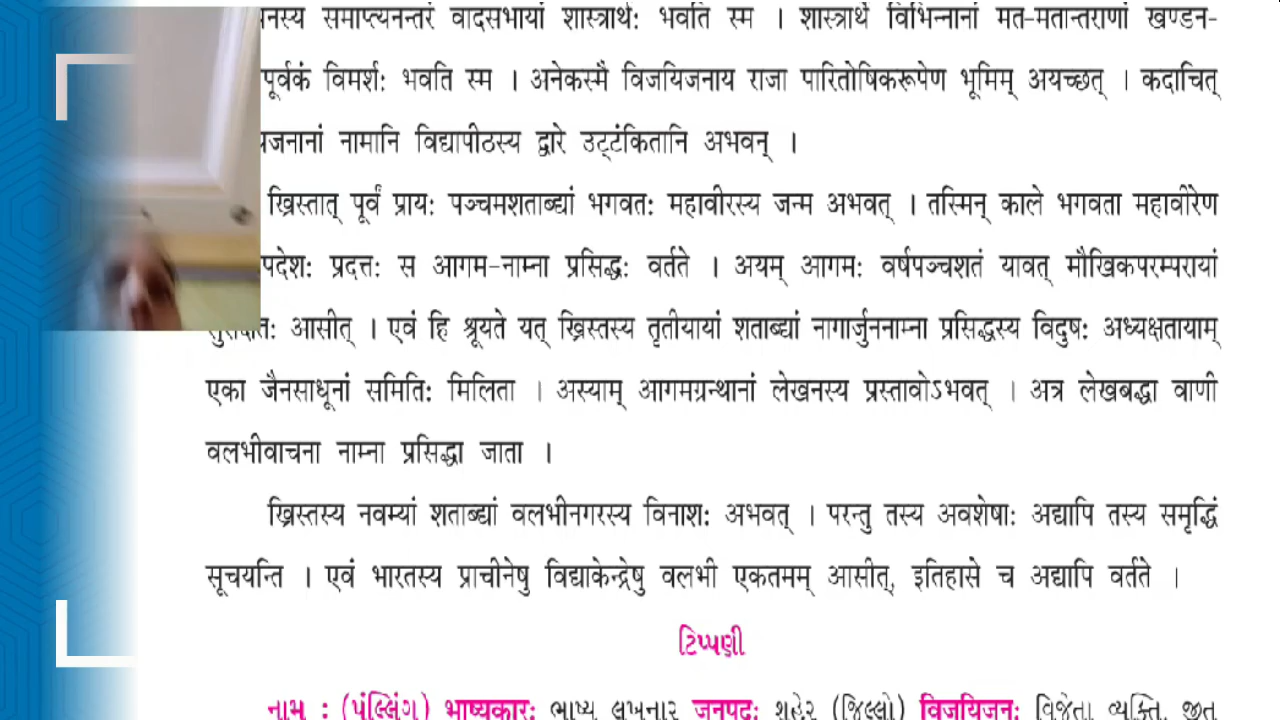 समाप्त्यनन्तरं वादसभायां शास्त्रार्थः भवति स्म । शास्त्रार्थे विभिन्नानां मत-मतान्तराणां खण्डन-
पूर्वकं विमर्शः भवति स्म । अनेकस्मै विजयिजनाय राजा पारितोषिकरूपेण भूमिम् अयच्छत् । कदाचित्
नामानि विद्यापीठस्य द्वारे उट्टंकितानि अभवन् ।
ख्रिस्तात् पूर्वं प्रायः पञ्चमशताब्द्यां भगवतः महावीरस्य जन्म अभवत् । तस्मिन् काले भगवता महावीरेण
प्रदत्तः स आगम-नाम्ना प्रसिद्धः वर्तते । अयम् आगमः वर्षपञ्चशतं यावत् मौखिकपरम्परायां
आसीत् । एवं हि श्रूयते यत् ख्रिस्तस्य तृतीयायां शताब्द्यां नागार्जुननाम्ना प्रसिद्धस्य विदुषः अध्यक्षतायाम्
एका जैनसाधूनां समितिः मिलिता । अस्याम् आगमग्रन्थानां लेखनस्य प्रस्तावोऽभवत् । अत्र लेखबद्धा वाणी
वलभीवाचना नाम्ना प्रसिद्धा जाता ।
ख्रिस्तस्य नवम्यां शताब्द्यां वलभीनगरस्य विनाशः अभवत् । परन्तु तस्य अवशेषाः अद्यापि तस्य समृद्धिं
सूचयन्ति । एवं भारतस्य प्राचीनेषु विद्याकेन्द्रेषु वलभी एकतमम् आसीत्, इतिहासे च अद्यापि वर्तते ।
ટિપ્પણી
નામ : (પુંલ્લિંગ) भाष्यकारः ભાષ્ય લખનાર जनपदः શહેર (જિલ્લો) विजयिजनः વિજેતા વ્યક્તિ, જીત